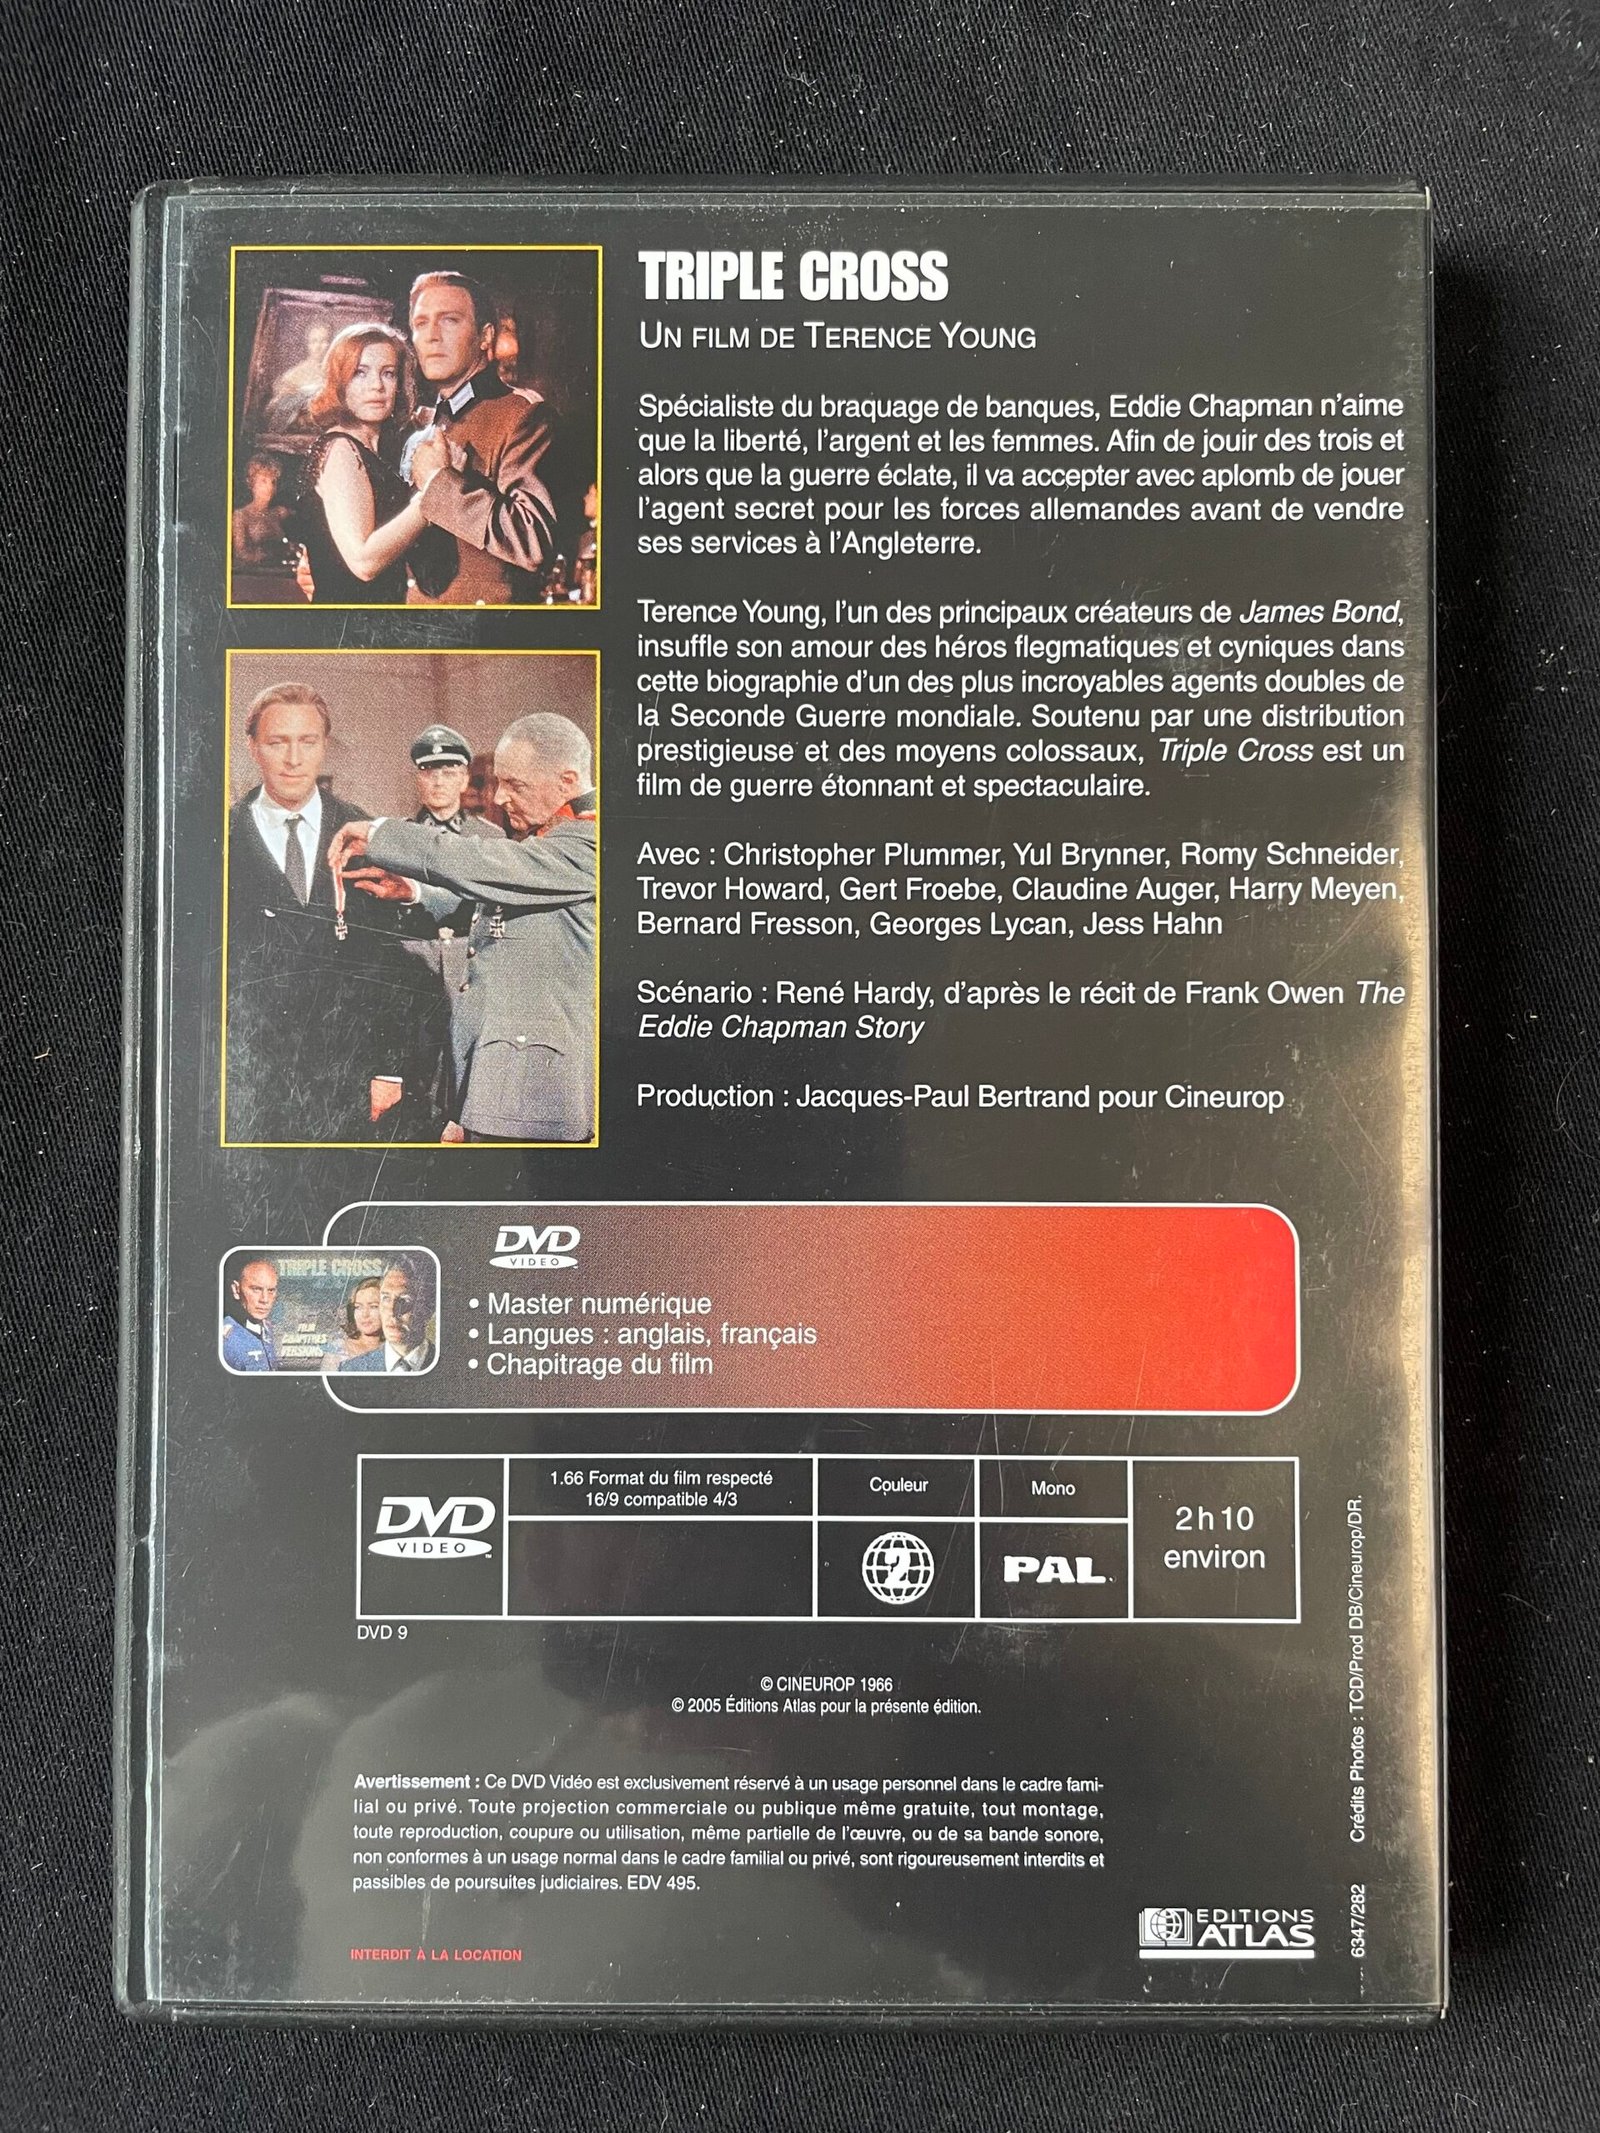 TRIPLE CROSS
UN FILM DE TERENCE YOUNG
Spécialiste du braquage de banques, Eddie Chapman n'aime
que la liberté, l'argent et les femmes. Afin de jouir des trois et
alors que la guerre éclate, il va accepter avec aplomb de jouer
l'agent secret pour les forces allemandes avant de vendre
ses services à l'Angleterre.
Terence Young, l'un des principaux créateurs de James Bond,
insuffle son amour des héros flegmatiques et cyniques dans
cette biographie d'un des plus incroyables agents doubles de
la Seconde Guerre mondiale. Soutenu par une distribution
prestigieuse et des moyens colossaux, Triple Cross est un
film de guerre étonnant et spectaculaire.
Avec : Christopher Plummer, Yul Brynner, Romy Schneider,
Trevor Howard, Gert Froebe, Claudine Auger, Harry Meyen,
Bernard Fresson, Georges Lycan, Jess Hahn
Scénario : René Hardy, d'après le récit de Frank Owen The
Eddie Chapman Story
Production : Jacques-Paul Bertrand pour Cineurop
DVD
VIDEO
• Master numérique
• Langues : anglais, français
• Chapitrage du film
TRIPLE CROSS
FILM
CHAPITRES
VERSIONS
DVD
VIDEO
TM
1.66 Format du film respecté
16/9 compatible 4/3
Couleur
2
Mono
PAL
2 h 10
environ
DVD 9
© CINEUROP 1966
© 2005 Éditions Atlas pour la présente édition.
Avertissement : Ce DVD Vidéo est exclusivement réservé à un usage personnel dans le cadre fami-
lial ou privé. Toute projection commerciale ou publique même gratuite, tout montage,
toute reproduction, coupure ou utilisation, même partielle de l'œuvre, ou de sa bande sonore,
non conformes à un usage normal dans le cadre familial ou privé, sont rigoureusement interdits et
passibles de poursuites judiciaires. EDV 495.
INTERDIT À LA LOCATION
EDITIONS
ATLAS
6347/282 Crédits Photos : TCD/Prod DB/Cineurop/DR.